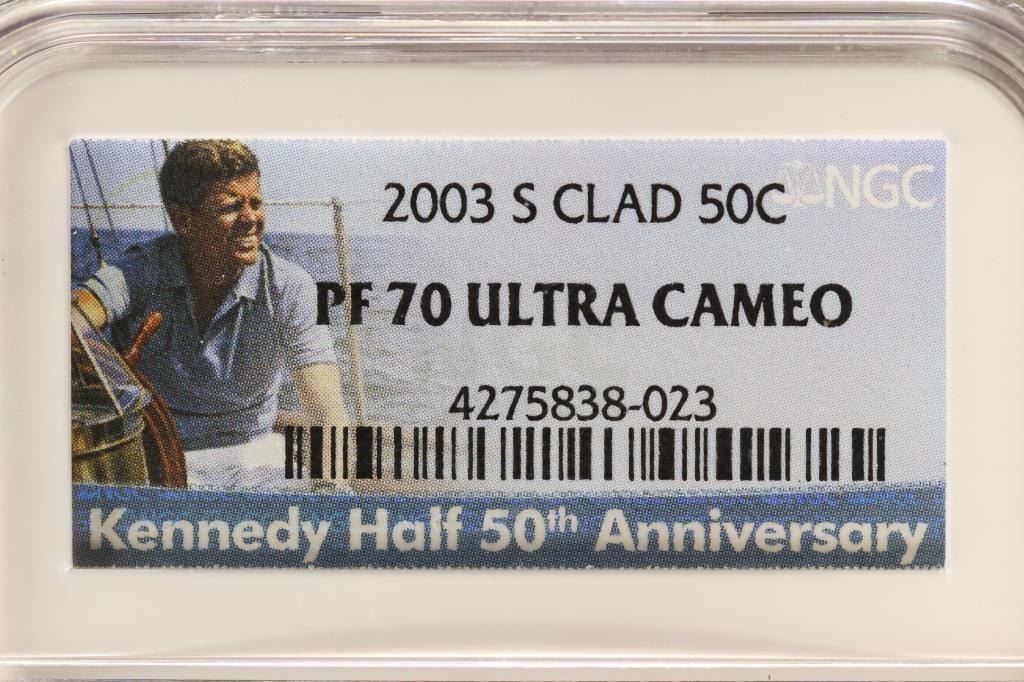 2003 S CLAD 50C
NGC
PF 70 ULTRA CAMEO
4275838-023
Kennedy Half 50th Anniversary